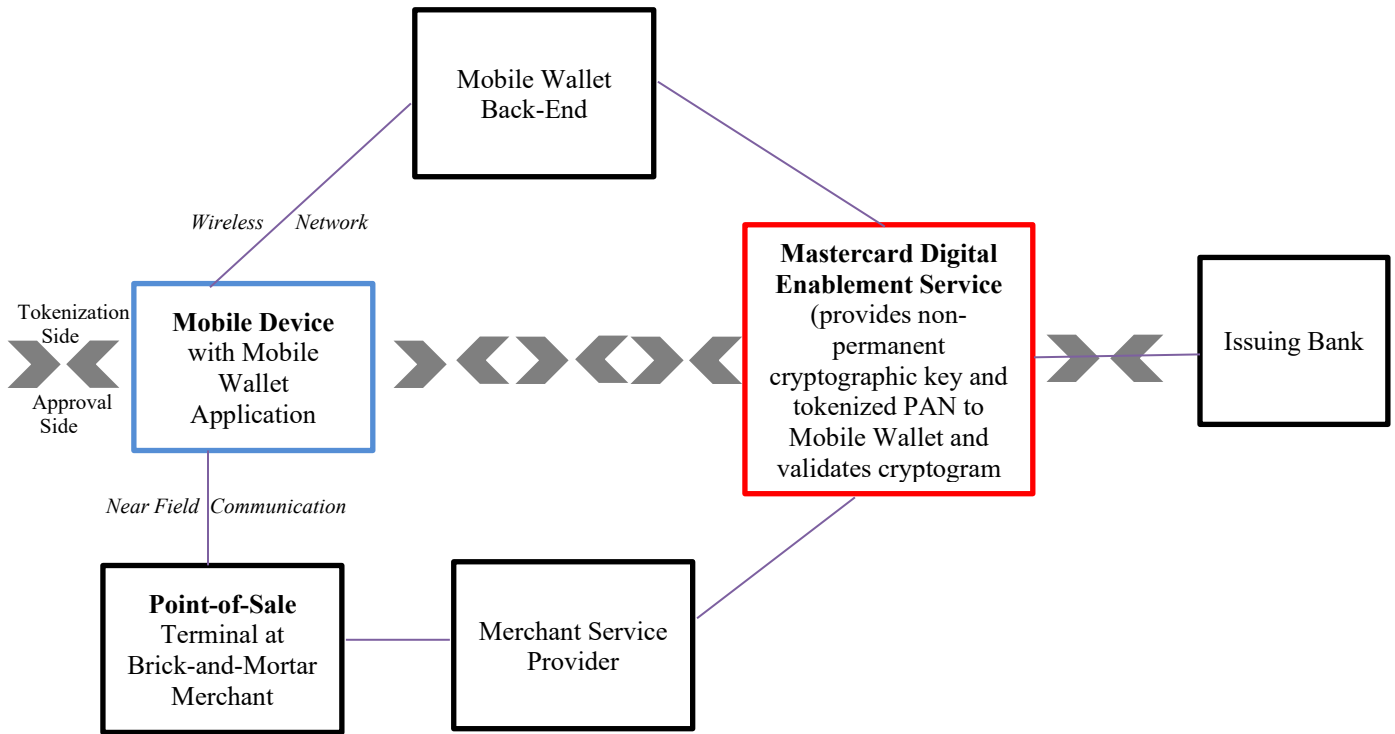 Mobile Wallet
Back-End
Wireless Network
Tokenization
Side
Approval
Side
Mobile Device
with Mobile
Wallet
Application
Mastercard Digital
Enablement Service
(provides non-
permanent
cryptographic key and
tokenized PAN to
Mobile Wallet and
validates cryptogram
Issuing Bank
Near Field Communication
Point-of-Sale
Terminal at
Brick-and-Mortar
Merchant
Merchant Service
Provider